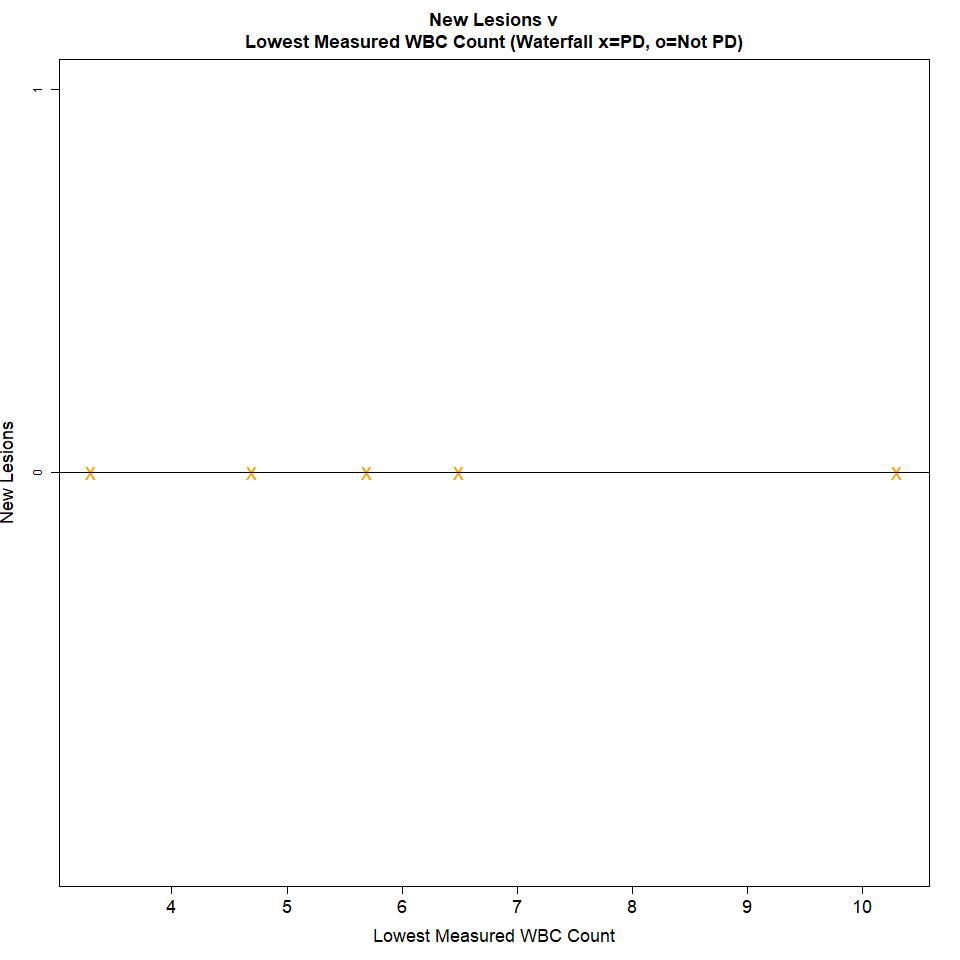 New Lesions v
Lowest Measured WBC Count (Waterfall x=PD, o=Not PD)
1
0
New Lesions
x x x x x
4 5 6 7 8 9 10
Lowest Measured WBC Count